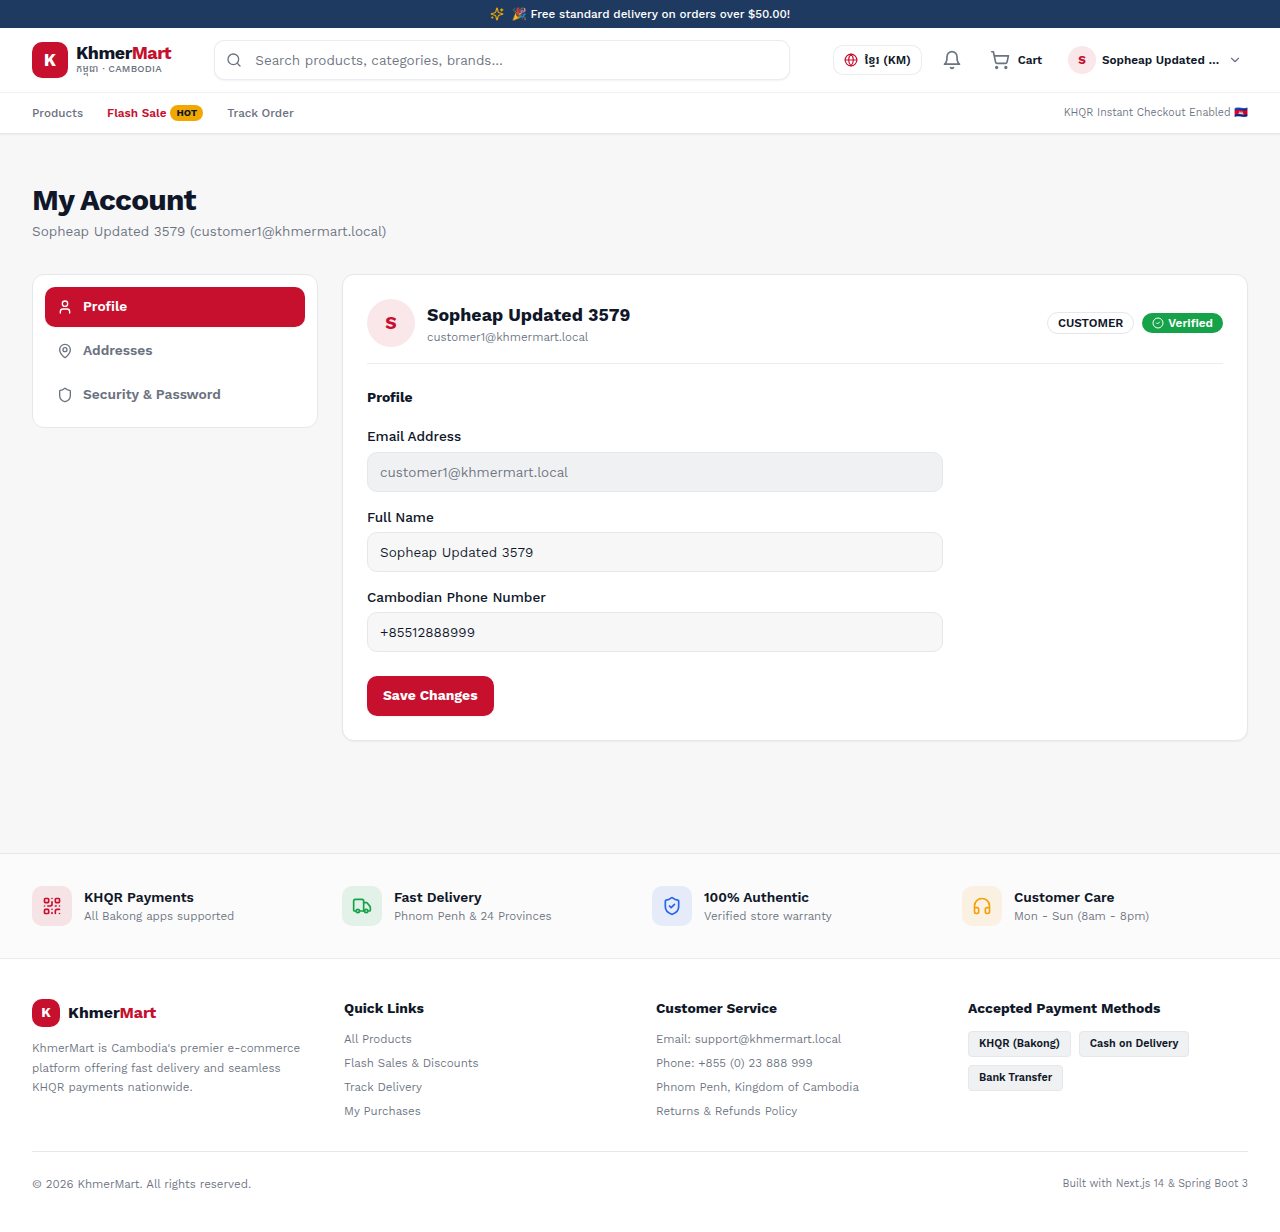 ✨ 🎉 Free standard delivery on orders over $50.00!
K KhmerMart
កម្ពុជា · CAMBODIA
Search products, categories, brands...
ខ្មែរ (KM)
Cart
S Sopheap Updated ...
Products
Flash Sale HOT
Track Order
KHQR Instant Checkout Enabled 🇰🇭
My Account
Sopheap Updated 3579 (customer1@khmermart.local)
Profile
Addresses
Security & Password
S
Sopheap Updated 3579
customer1@khmermart.local
CUSTOMER
Verified
Profile
Email Address
customer1@khmermart.local
Full Name
Sopheap Updated 3579
Cambodian Phone Number
+85512888999
Save Changes
KHQR Payments
All Bakong apps supported
Fast Delivery
Phnom Penh & 24 Provinces
100% Authentic
Verified store warranty
Customer Care
Mon - Sun (8am - 8pm)
K KhmerMart
KhmerMart is Cambodia's premier e-commerce
platform offering fast delivery and seamless
KHQR payments nationwide.
Quick Links
All Products
Flash Sales & Discounts
Track Delivery
My Purchases
Customer Service
Email: support@khmermart.local
Phone: +855 (0) 23 888 999
Phnom Penh, Kingdom of Cambodia
Returns & Refunds Policy
Accepted Payment Methods
KHQR (Bakong)
Cash on Delivery
Bank Transfer
© 2026 KhmerMart. All rights reserved.
Built with Next.js 14 & Spring Boot 3